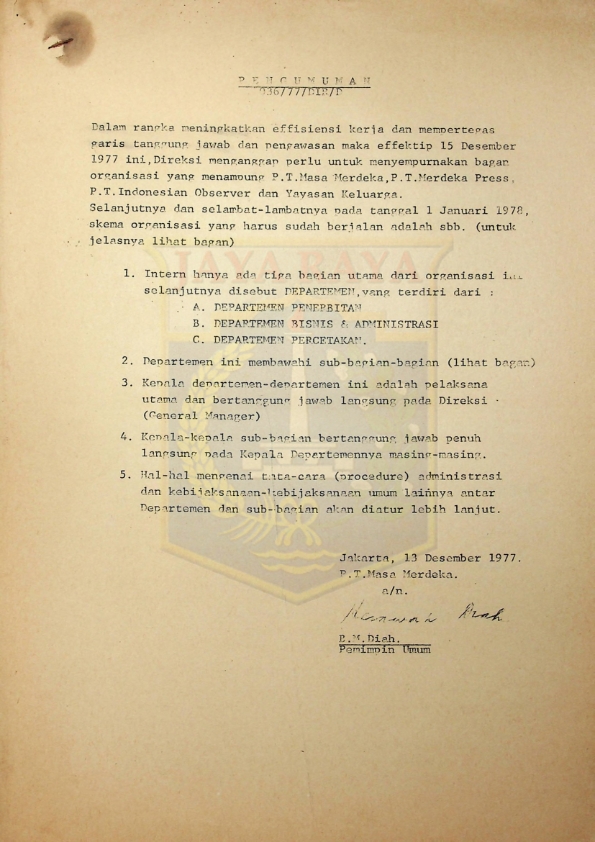 P E N G U M U M A N
036/77/DIR/D
Dalam rangka meningkatkan effisiensi kerja dan mempertegas
garis tanggung jawab dan pengawasan maka effektip 15 Desember
1977 ini,Direksi menganggap perlu untuk menyempurnakan bagan
organisasi yang menampung P.T.Masa Merdeka,P.T.Merdeka Press,
P.T.Indonesian Observer dan Yayasan Keluarga.
Selanjutnya dan selambat-lambatnya pada tanggal 1 Januari 1978,
skema organisasi yang harus sudah berjalan adalah sbb. (untuk
jelasnya lihat bagan)
JAYA RAYA
1. Intern hanya ada tiga bagian utama dari organisasi
selanjutnya disebut DEPARTEMEN,yang terdiri dari :
A. DEPARTEMEN PENERBITAN
B. DEPARTEMEN BISNIS & ADMINISTRASI
C. DEPARTEMEN PERCETAKAN.
2. Departemen ini membawahi sub-bagian-bagian (lihat bagan)
3. Kepala departemen-departemen ini adalah pelaksana
utama dan bertanggung jawab langsung pada Direksi
(General Manager)
4. Kepala-kepala sub-bagian bertanggung jawab penuh
langsung pada Kepala Departemennya masing-masing.
5. Hal-hal mengenai tata-cara (procedure) administrasi
dan kebijaksanaan-kebijaksanaan umum lainnya antar
Departemen dan sub-bagian akan diatur lebih lanjut.
Jakarta, 13 Desember 1977.
P.T.Masa Merdeka.
a/n.
Herawati Diah
B.M.Diah.
Pemimpin Umum